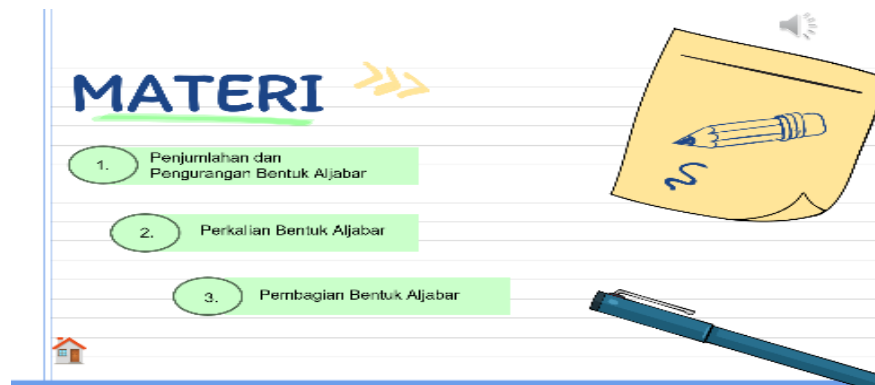 MATERI
1.
Penjumlahan dan
Pengurangan Bentuk Aljabar
2.
Perkalian Bentuk Aljabar
3.
Pembagian Bentuk Aljabar